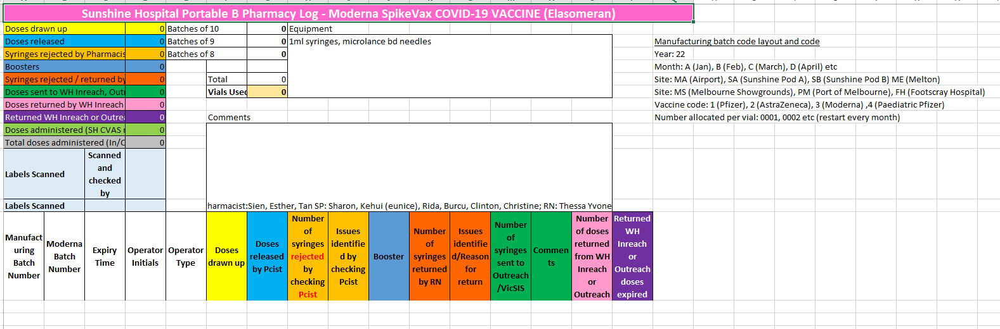 Sunshine Hospital Portable B Pharmacy Log - Moderna SpikeVax COVID-19 VACCINE (Elasomeran)
Doses drawn up 0 Batches of 10 0 Equipment
Doses released 0 Batches of 9 0 1ml syringes, microlance bd needles
Syringes rejected by Pharmacis 0 Batches of 8 0
Boosters 0
Syringes rejected / returned by 0 Total 0
Doses sent to WH Inreach, Out 0 Vials Used 0
Doses returned by WH Inreach 0
Returned WH Inreach or Outrea 0 Comments
Doses administered (SH CVAS 0
Total doses administered (In/O 0
Manufacturing batch code layout and code
Year: 22
Month: A (Jan), B (Feb), C (March), D (April) etc
Site: MA (Airport), SA (Sunshine Pod A), SB (Sunshine Pod B) ME (Melton)
Site: MS (Melbourne Showgrounds), PM (Port of Melbourne), FH (Footscray Hospital)
Vaccine code: 1 (Pfizer), 2 (AstraZeneca), 3 (Moderna) ,4 (Paediatric Pfizer)
Number allocated per vial: 0001, 0002 etc (restart every month)
Labels Scanned
Scanned
and
checked
by
Labels Scanned
harmacist:Sien, Esther, Tan SP: Sharon, Kehui (eunice), Rida, Burcu, Clinton, Christine; RN: Thessa Yvone
Manufact
uring
Batch
Number
Moderna
Batch
Number
Expiry
Time
Operator
Initials
Operator
Type
Doses
drawn up
Doses
released
by Pcist
Number
of
syringes
rejected
by
checking
Pcist
Issues
identifie
d by
checking
Pcist
Booster
Number
of
syringes
returned
by RN
Issues
identifie
d/Reason
for
return
Number
of
syringes
sent to
Outreach
/VicSIS
Commen
ts
Number
of doses
returned
from WH
Inreach
or
Outreach
Returned
WH
Inreach
or
Outreach
doses
expired